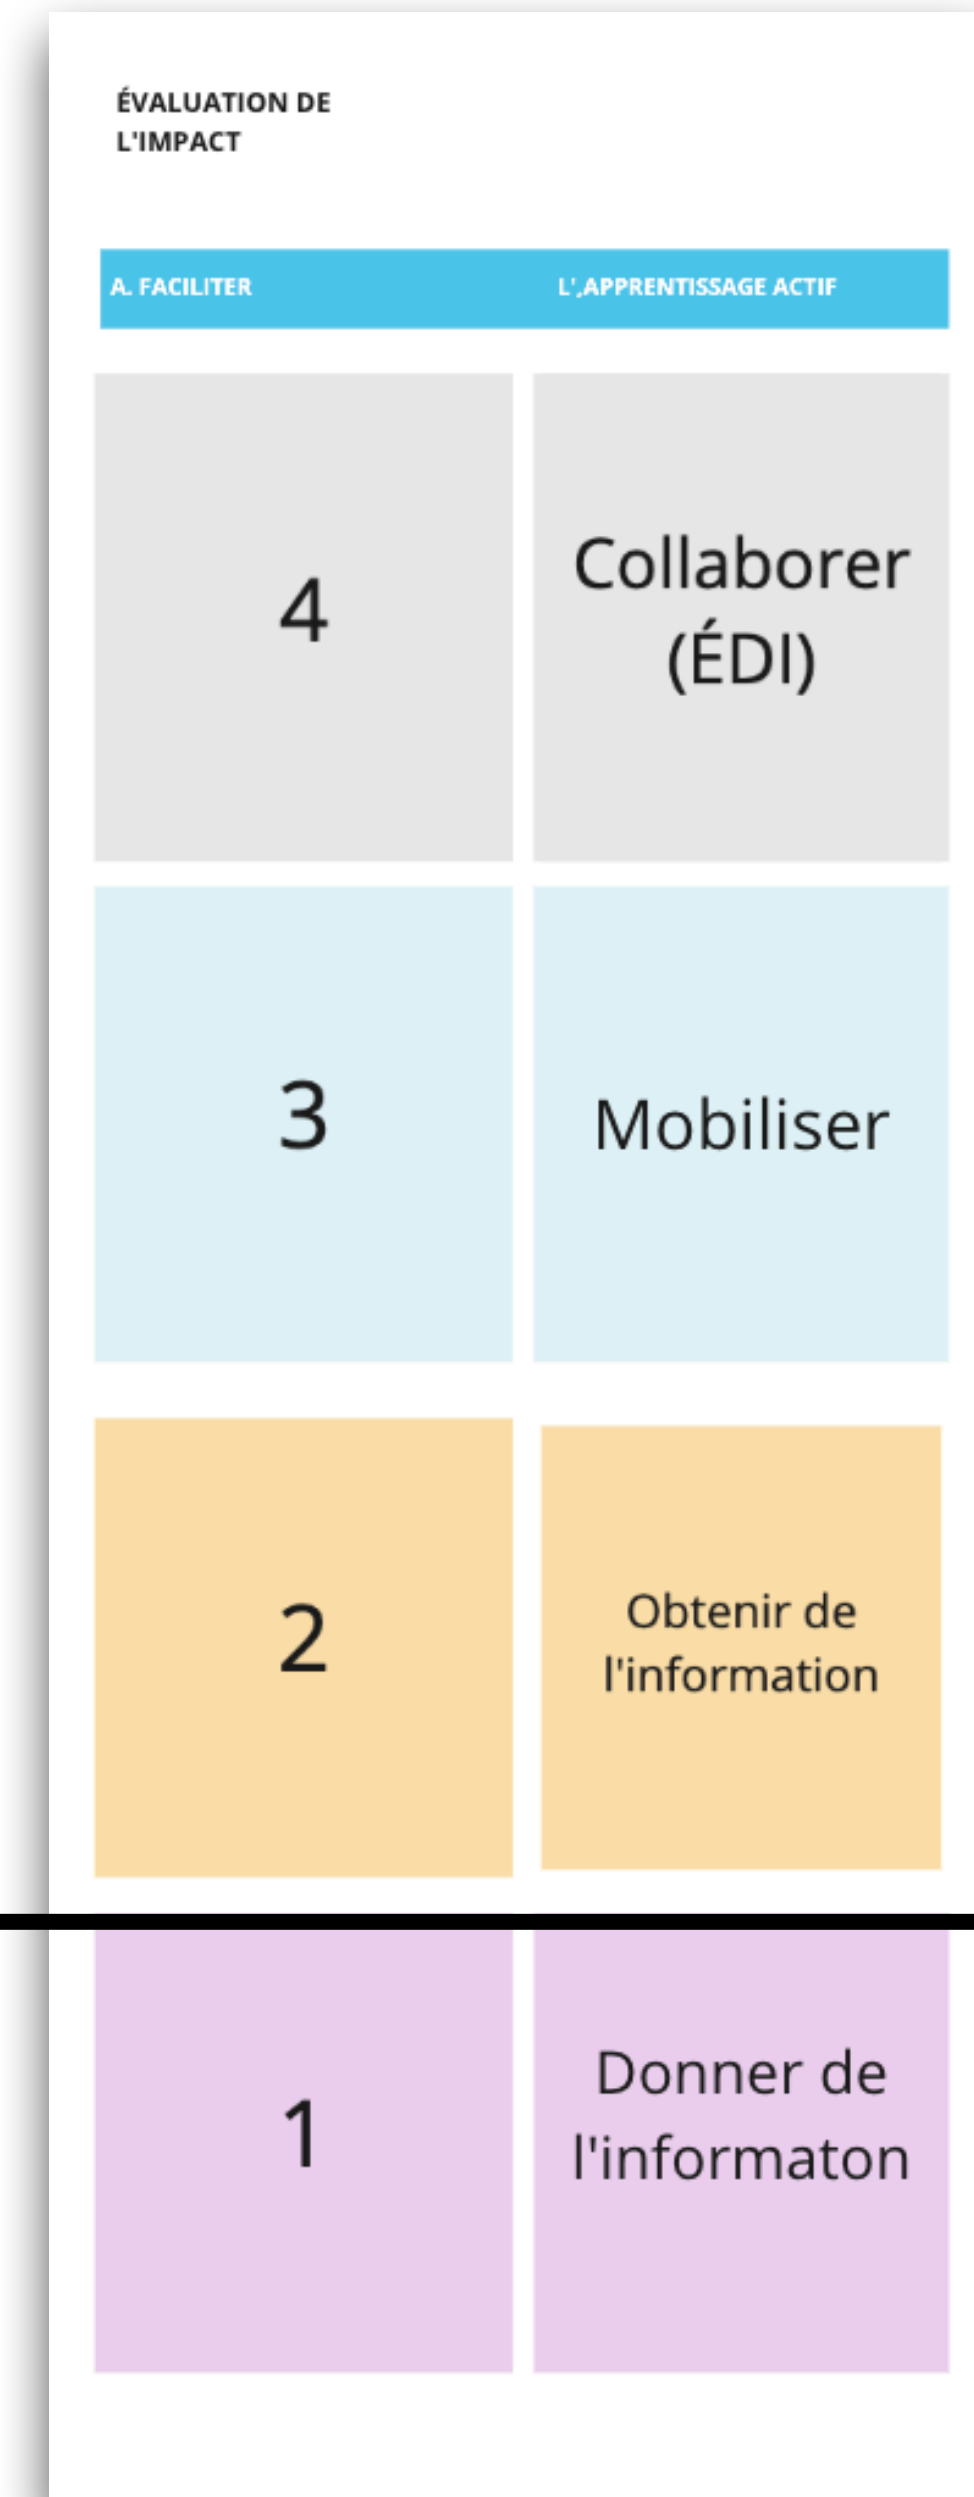 ÉVALUATION DE
L'IMPACT
A. FACILITER L',APPRENTISSAGE ACTIF
4
Collaborer
(ÉDI)
3
Mobiliser
2
Obtenir de
l'information
1
Donner de
l'informaton